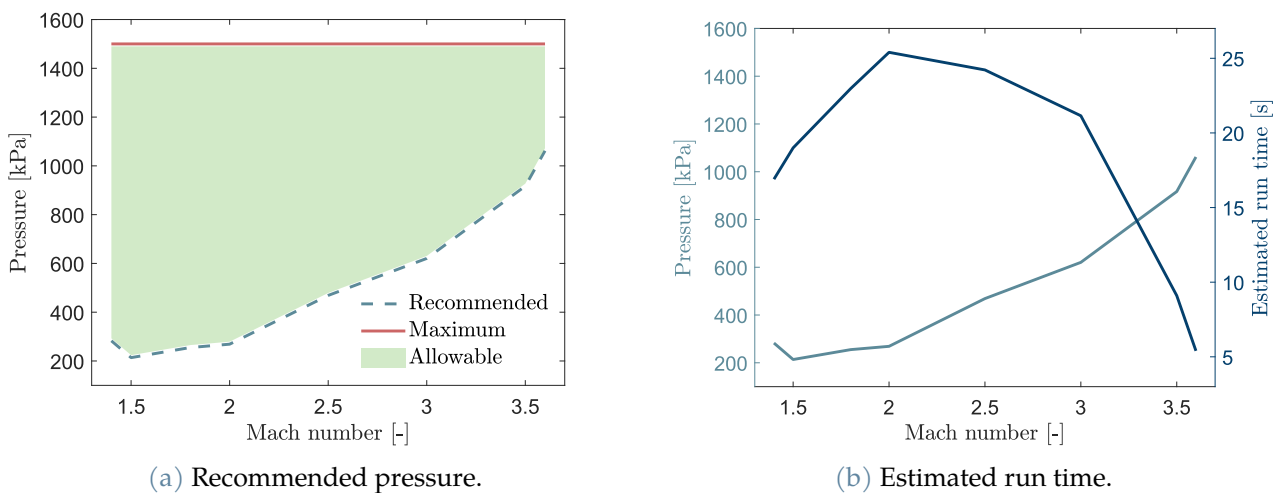 1600
1400
1200
1000
800
600
400
200
Pressure [kPa]
1.5 2 2.5 3 3.5
Mach number [-]
Recommended
Maximum
Allowable
(a) Recommended pressure.
1600
1400
1200
1000
800
600
400
200
Pressure [kPa]
25
20
15
10
5
Estimated run time [s]
1.5 2 2.5 3 3.5
Mach number [-]
(b) Estimated run time.